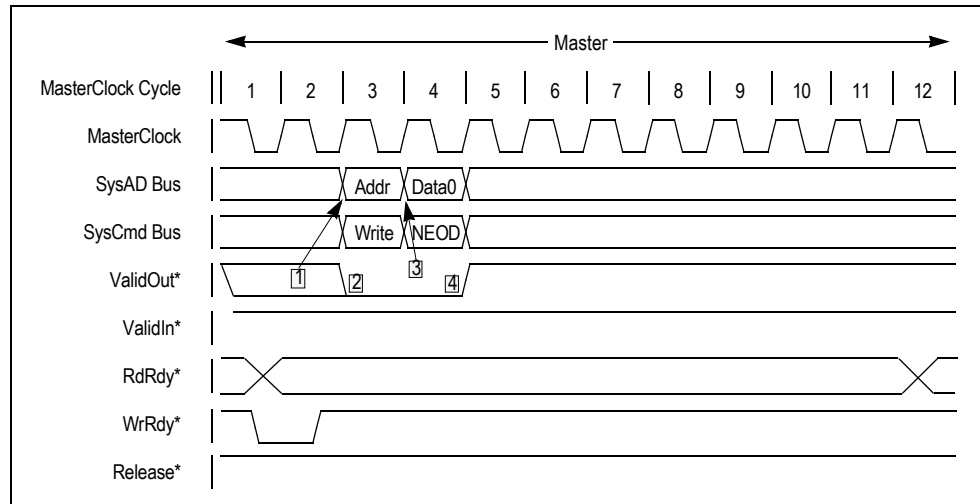 Master
MasterClock Cycle 1 2 3 4 5 6 7 8 9 10 11 12
MasterClock
SysAD Bus Addr Data0
SysCmd Bus Write NEOD
ValidOut* 1 2 3 4
ValidIn*
RdRdy*
WrRdy*
Release*